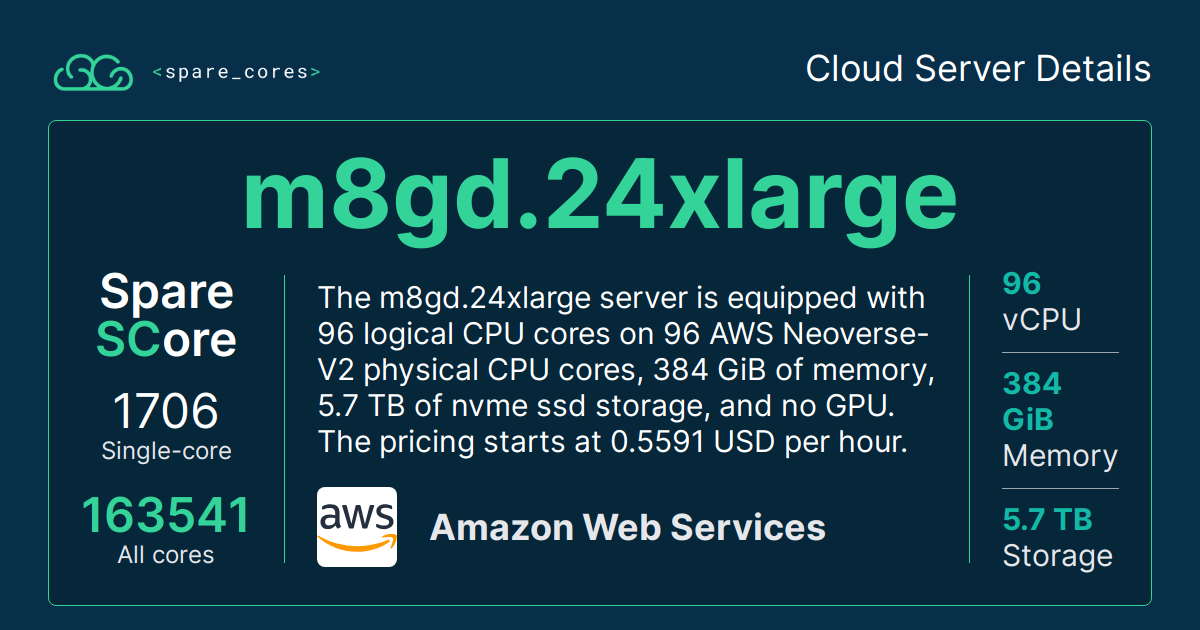 <spare_cores>
Cloud Server Details
m8gd.24xlarge
Spare
SCore
1706
Single-core
163541
All cores
The m8gd.24xlarge server is equipped with
96 logical CPU cores on 96 AWS Neoverse-
V2 physical CPU cores, 384 GiB of memory,
5.7 TB of nvme ssd storage, and no GPU.
The pricing starts at 0.5591 USD per hour.
aws
Amazon Web Services
96
vCPU
384
GiB
Memory
5.7 TB
Storage